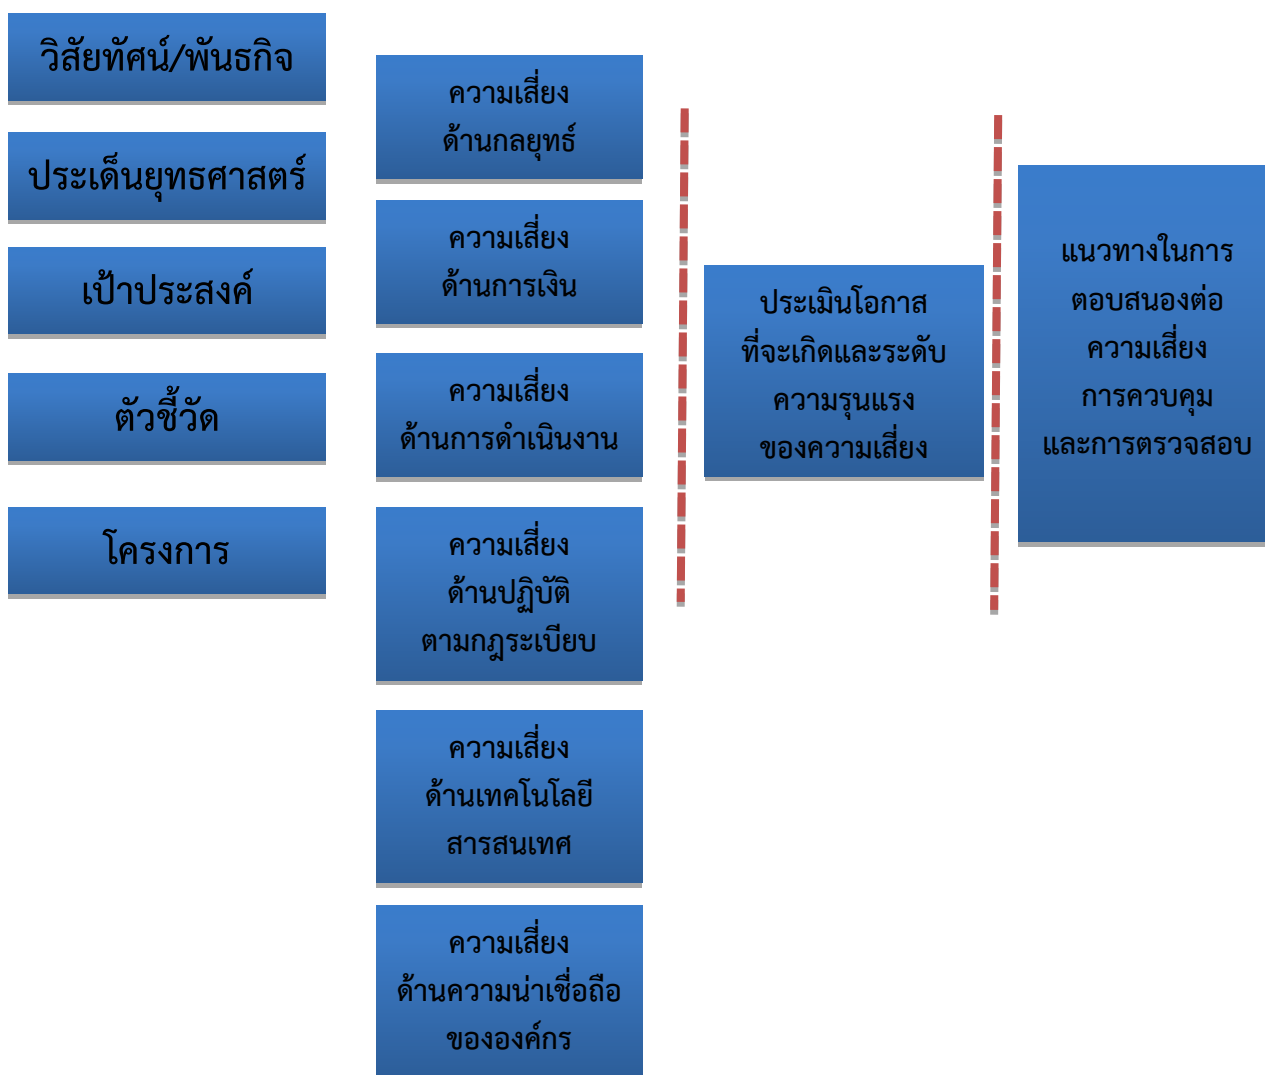 วิสัยทัศน์/พันธกิจ
ประเด็นยุทธศาสตร์
เป้าประสงค์
ตัวชี้วัด
โครงการ
ความเสี่ยง
ด้านกลยุทธ์
ความเสี่ยง
ด้านการเงิน
ความเสี่ยง
ด้านการดำเนินงาน
ความเสี่ยง
ด้านปฏิบัติ
ตามกฎระเบียบ
ความเสี่ยง
ด้านเทคโนโลยี
สารสนเทศ
ความเสี่ยง
ด้านความน่าเชื่อถือ
ขององค์กร
ประเมินโอกาส
ที่จะเกิดและระดับ
ความรุนแรง
ของความเสี่ยง
แนวทางในการ
ตอบสนองต่อ
ความเสี่ยง
การควบคุม
และการตรวจสอบ